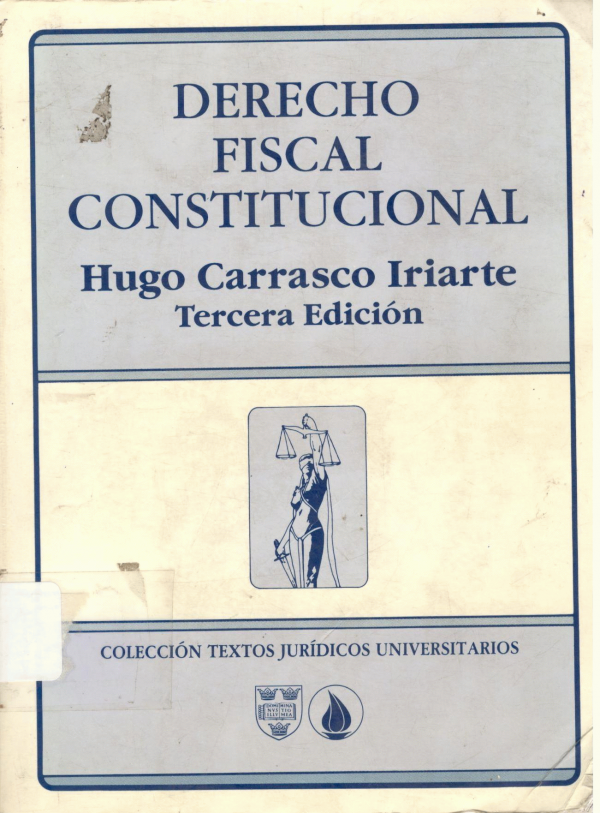 DERECHO
FISCAL
CONSTITUCIONAL
Hugo Carrasco Iriarte
Tercera Edición
COLECCIÓN TEXTOS JURÍDICOS UNIVERSITARIOS